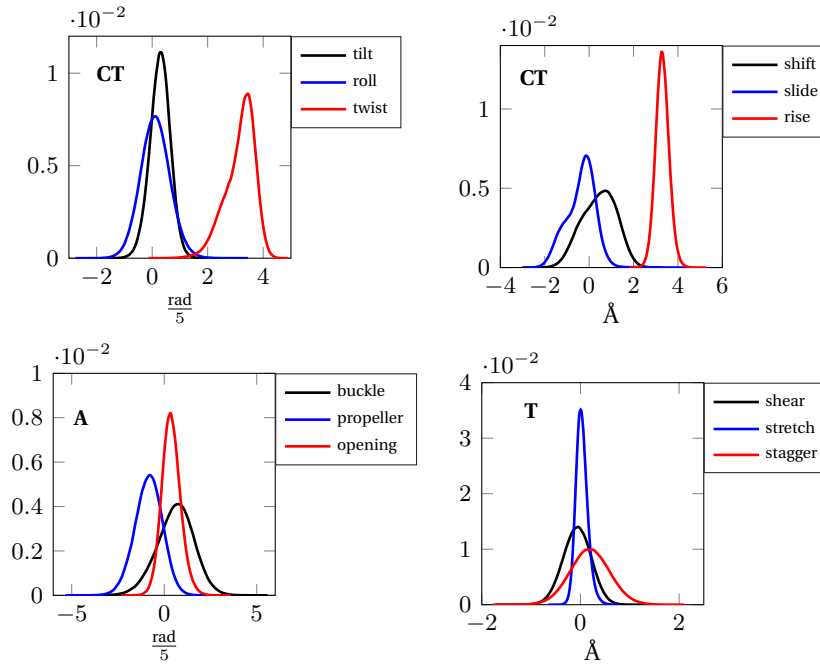 ·10⁻²
CT
tilt
roll
twist
1
0.5
0
−2 0 2 4
rad
5
·10⁻²
CT
shift
slide
rise
1.5
1
0.5
0
−4 −2 0 2 4 6
Å
·10⁻²
A
buckle
propeller
opening
1
0.8
0.6
0.4
0.2
0
−5 0 5
rad
5
·10⁻²
T
shear
stretch
stagger
4
3
2
1
0
−2 0 2
Å